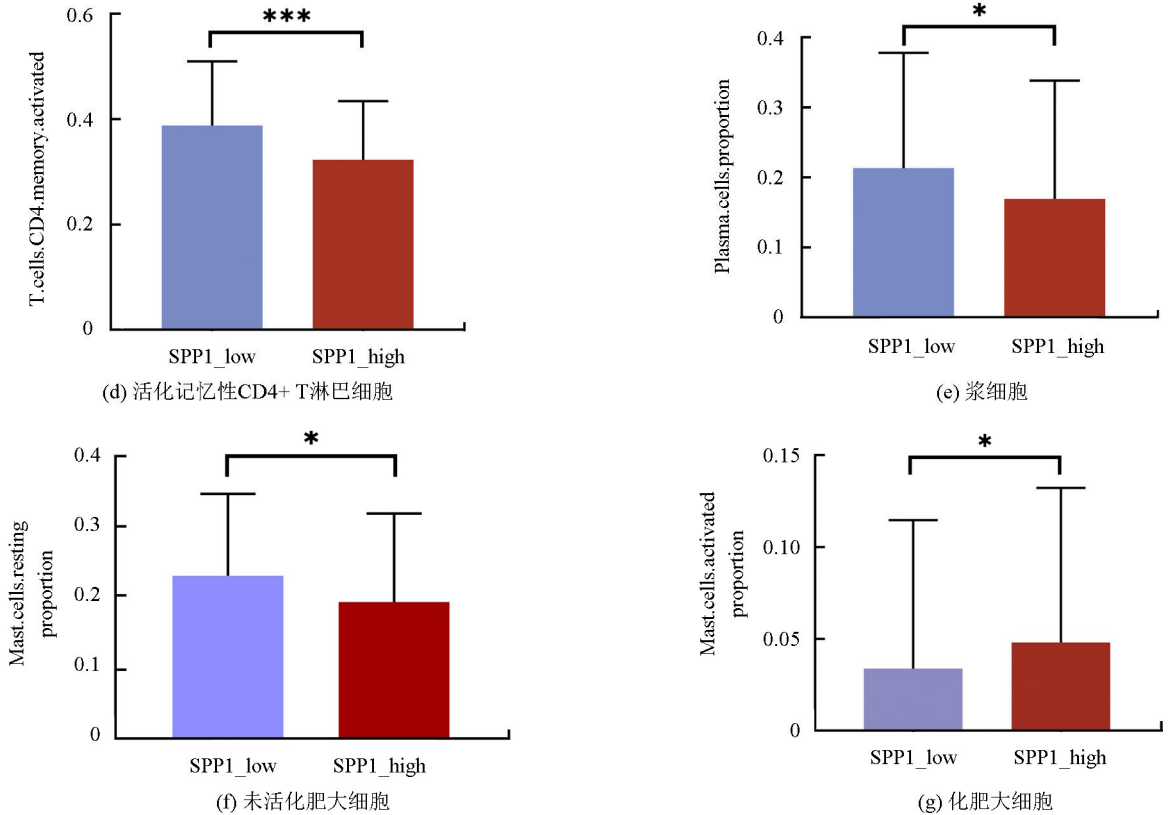 T.cells.CD4.memory.activated
0.6
0.4
0.2
0
***
SPP1_low
SPP1_high
(d) 活化记忆性CD4+ T淋巴细胞
Plasma.cells.proportion
0.4
0.3
0.2
0.1
0
*
SPP1_low
SPP1_high
(e) 浆细胞
Mast.cells.resting
proportion
0.4
0.3
0.2
0.1
0
*
SPP1_low
SPP1_high
(f) 未活化肥大细胞
Mast.cells.activated
proportion
0.15
0.10
0.05
0
*
SPP1_low
SPP1_high
(g) 化肥大细胞